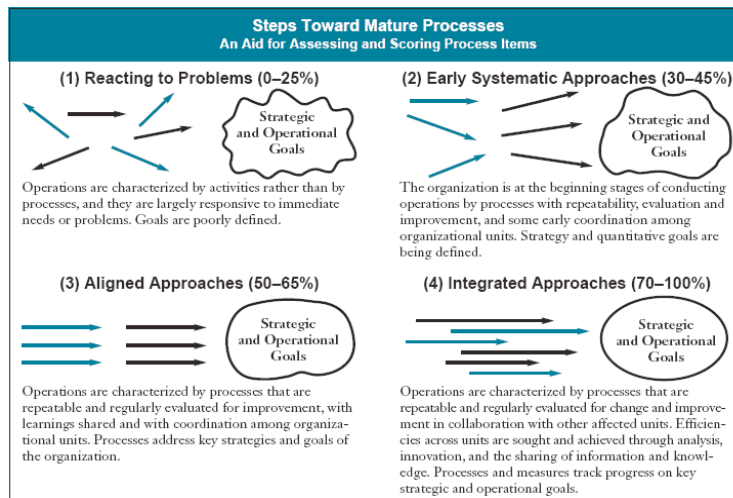 Steps Toward Mature Processes
An Aid for Assessing and Scoring Process Items
(1) Reacting to Problems (0–25%)
Strategic
and Operational
Goals
Operations are characterized by activities rather than by
processes, and they are largely responsive to immediate
needs or problems. Goals are poorly defined.
(2) Early Systematic Approaches (30–45%)
Strategic and
Operational
Goals
The organization is at the beginning stages of conducting
operations by processes with repeatability, evaluation and
improvement, and some early coordination among
organizational units. Strategy and quantitative goals are
being defined.
(3) Aligned Approaches (50–65%)
Strategic
and Operational
Goals
Operations are characterized by processes that are
repeatable and regularly evaluated for improvement, with
learnings shared and with coordination among organiza-
tional units. Processes address key strategies and goals of
the organization.
(4) Integrated Approaches (70–100%)
Strategic
and Operational
Goals
Operations are characterized by processes that are
repeatable and regularly evaluated for change and improve-
ment in collaboration with other affected units. Efficien-
cies across units are sought and achieved through analysis,
innovation, and the sharing of information and knowl-
edge. Processes and measures track progress on key
strategic and operational goals.